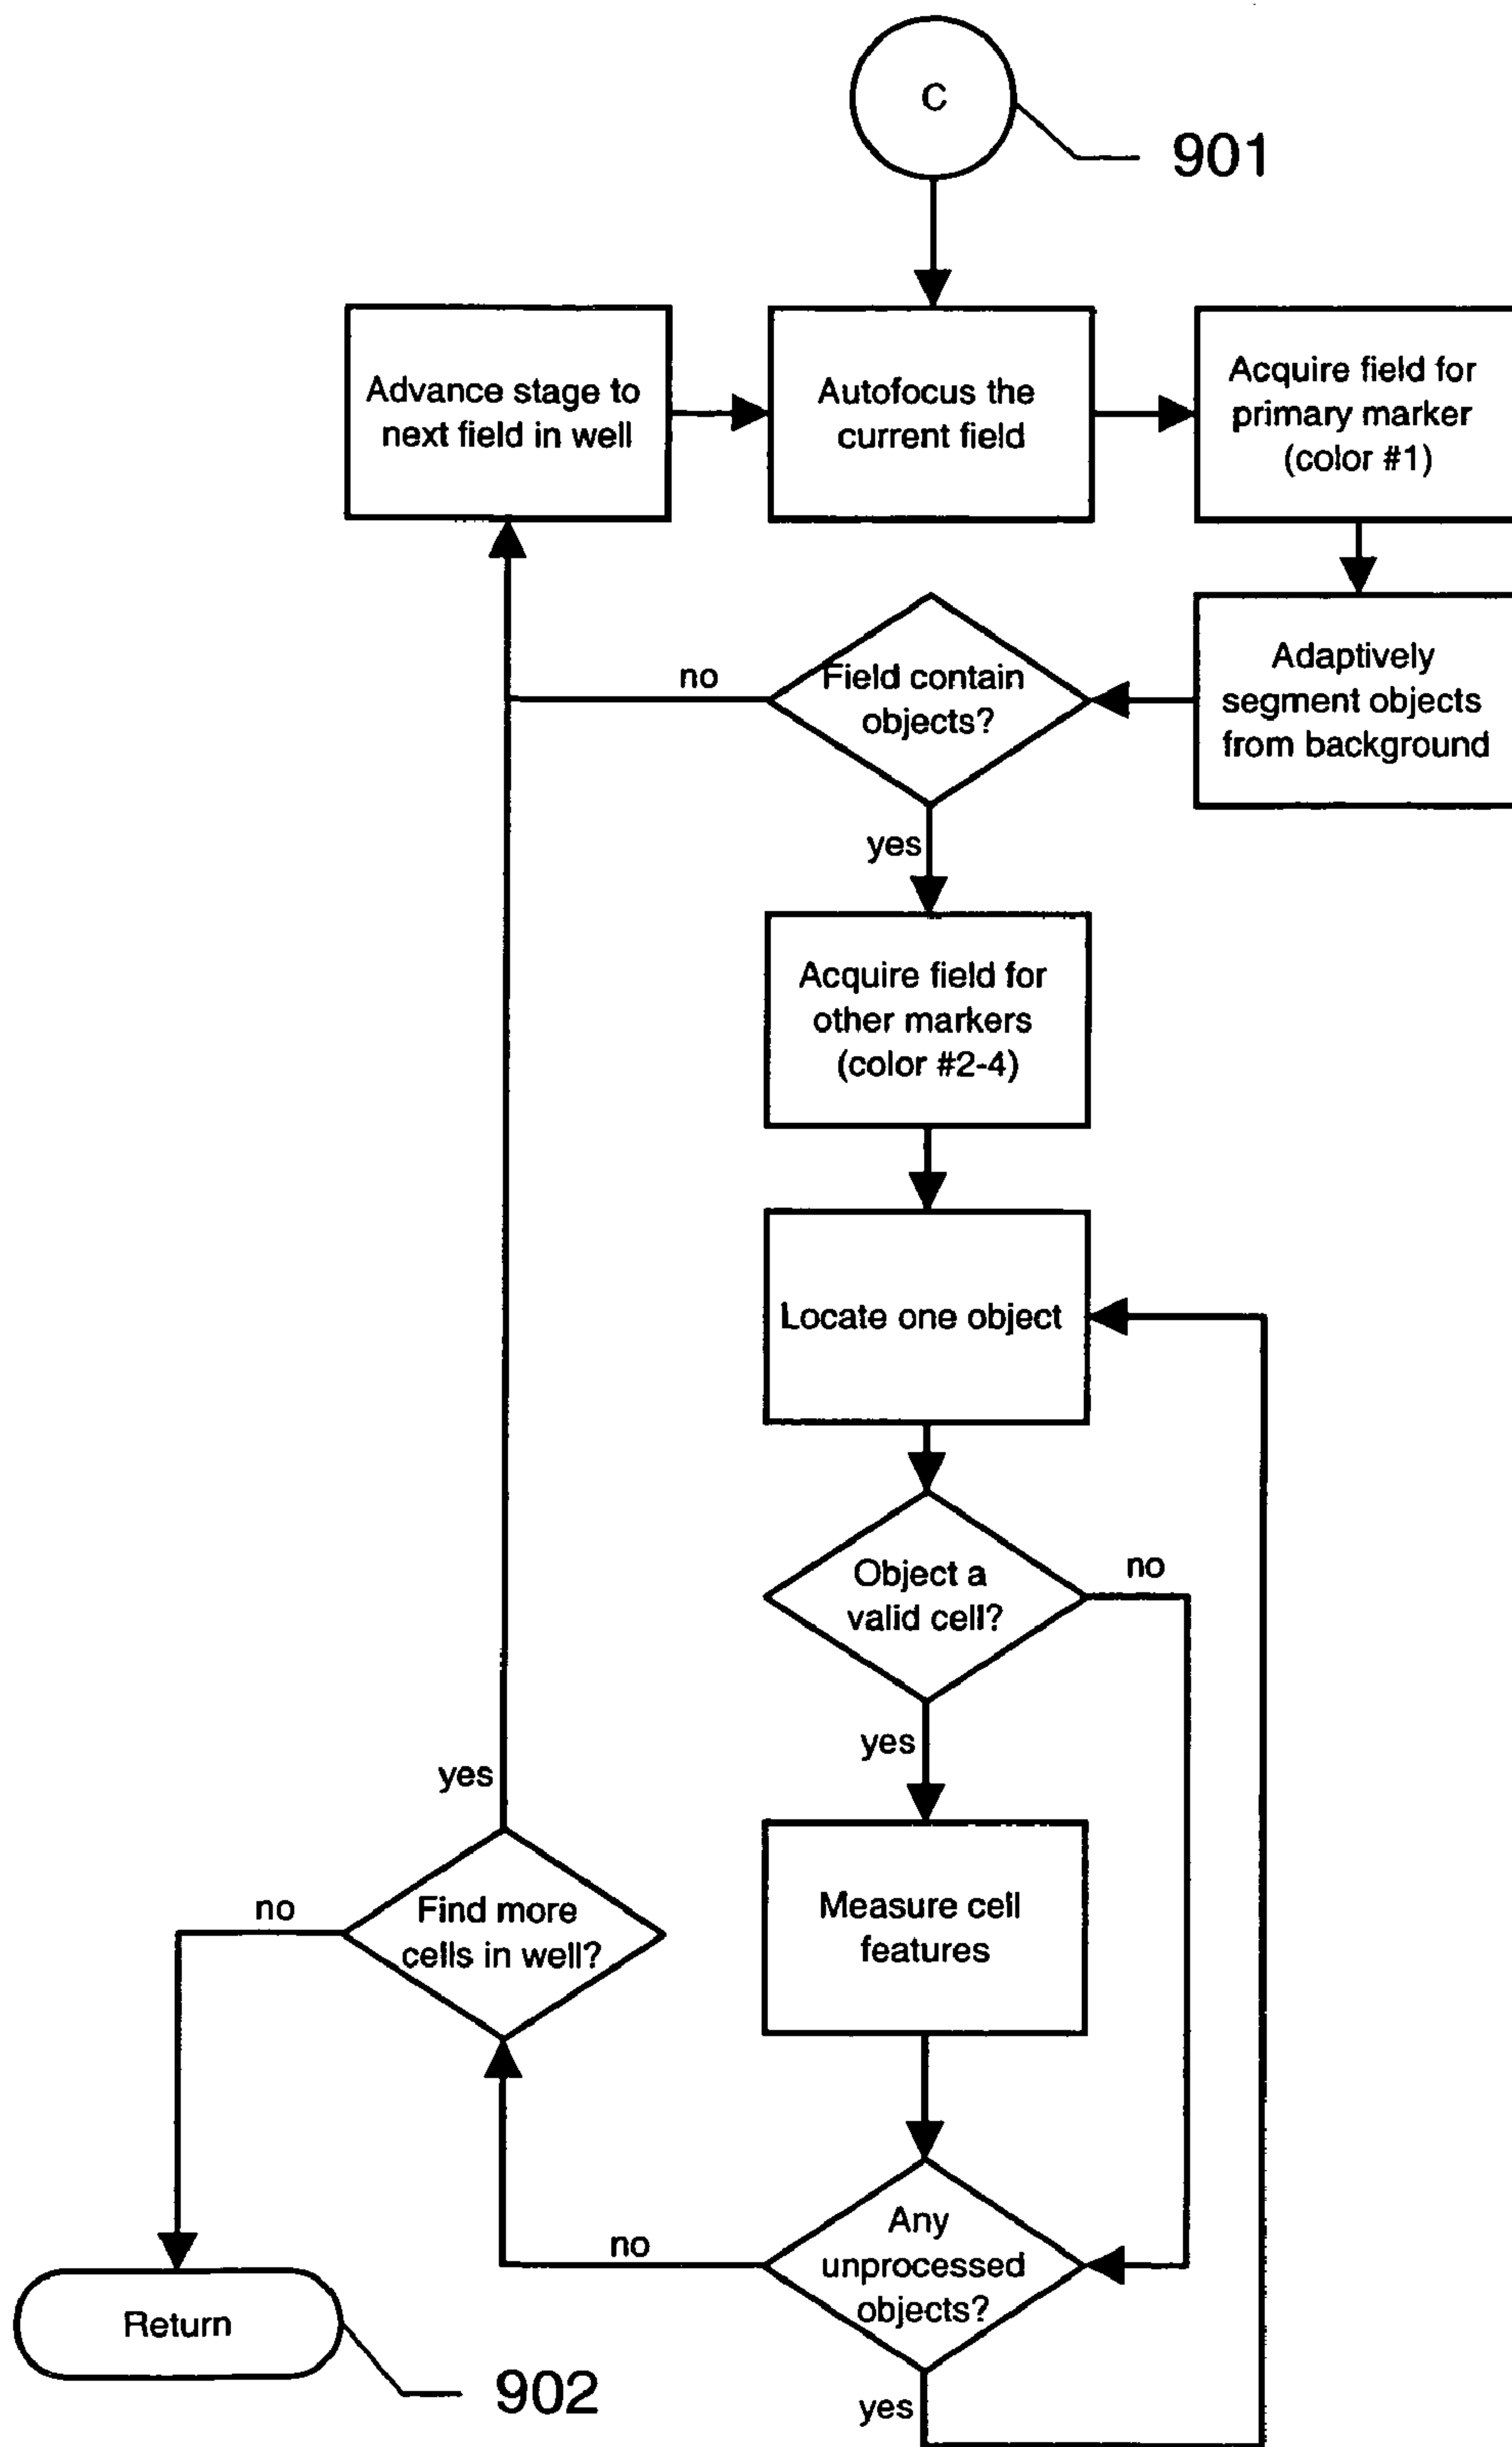 C
901
Advance stage to
next field in well
Autofocus the
current field
Acquire field for
primary marker
(color #1)
Adaptively
segment objects
from background
Field contain
objects?
no
yes
Acquire field for
other markers
(color #2-4)
Locate one object
Object a
valid cell?
no
yes
Measure cell
features
Any
unprocessed
objects?
no
yes
Find more
cells in well?
yes
no
Return
902